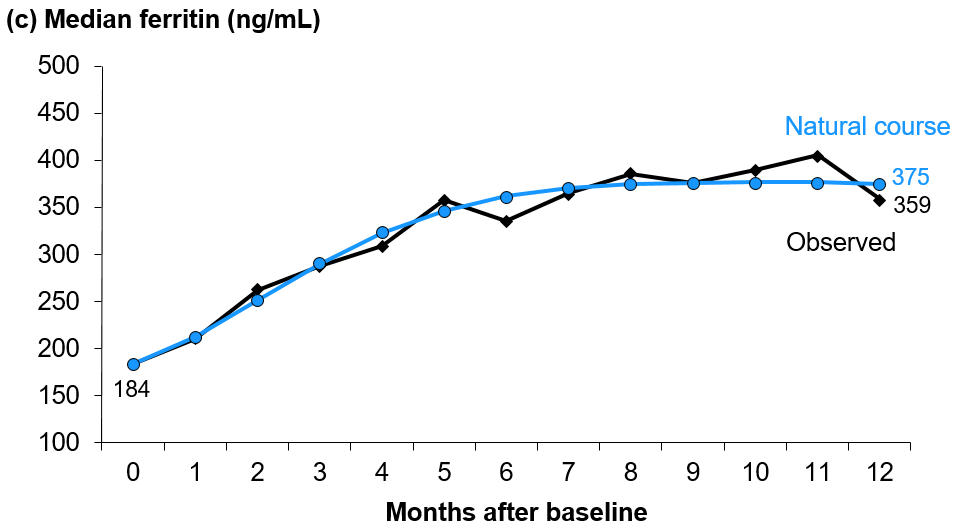 (c) Median ferritin (ng/mL)
500
450
400
350
300
250
200
150
100
Natural course
375
359
Observed
184
0 1 2 3 4 5 6 7 8 9 10 11 12
Months after baseline